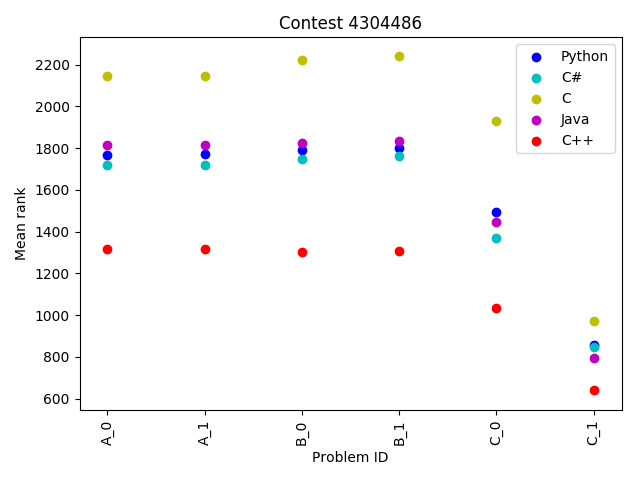 Contest 4304486
2200
2000
1800
1600
1400
1200
1000
800
600
Mean rank
Python
C#
C
Java
C++
A_0
A_1
B_0
B_1
C_0
C_1
Problem ID